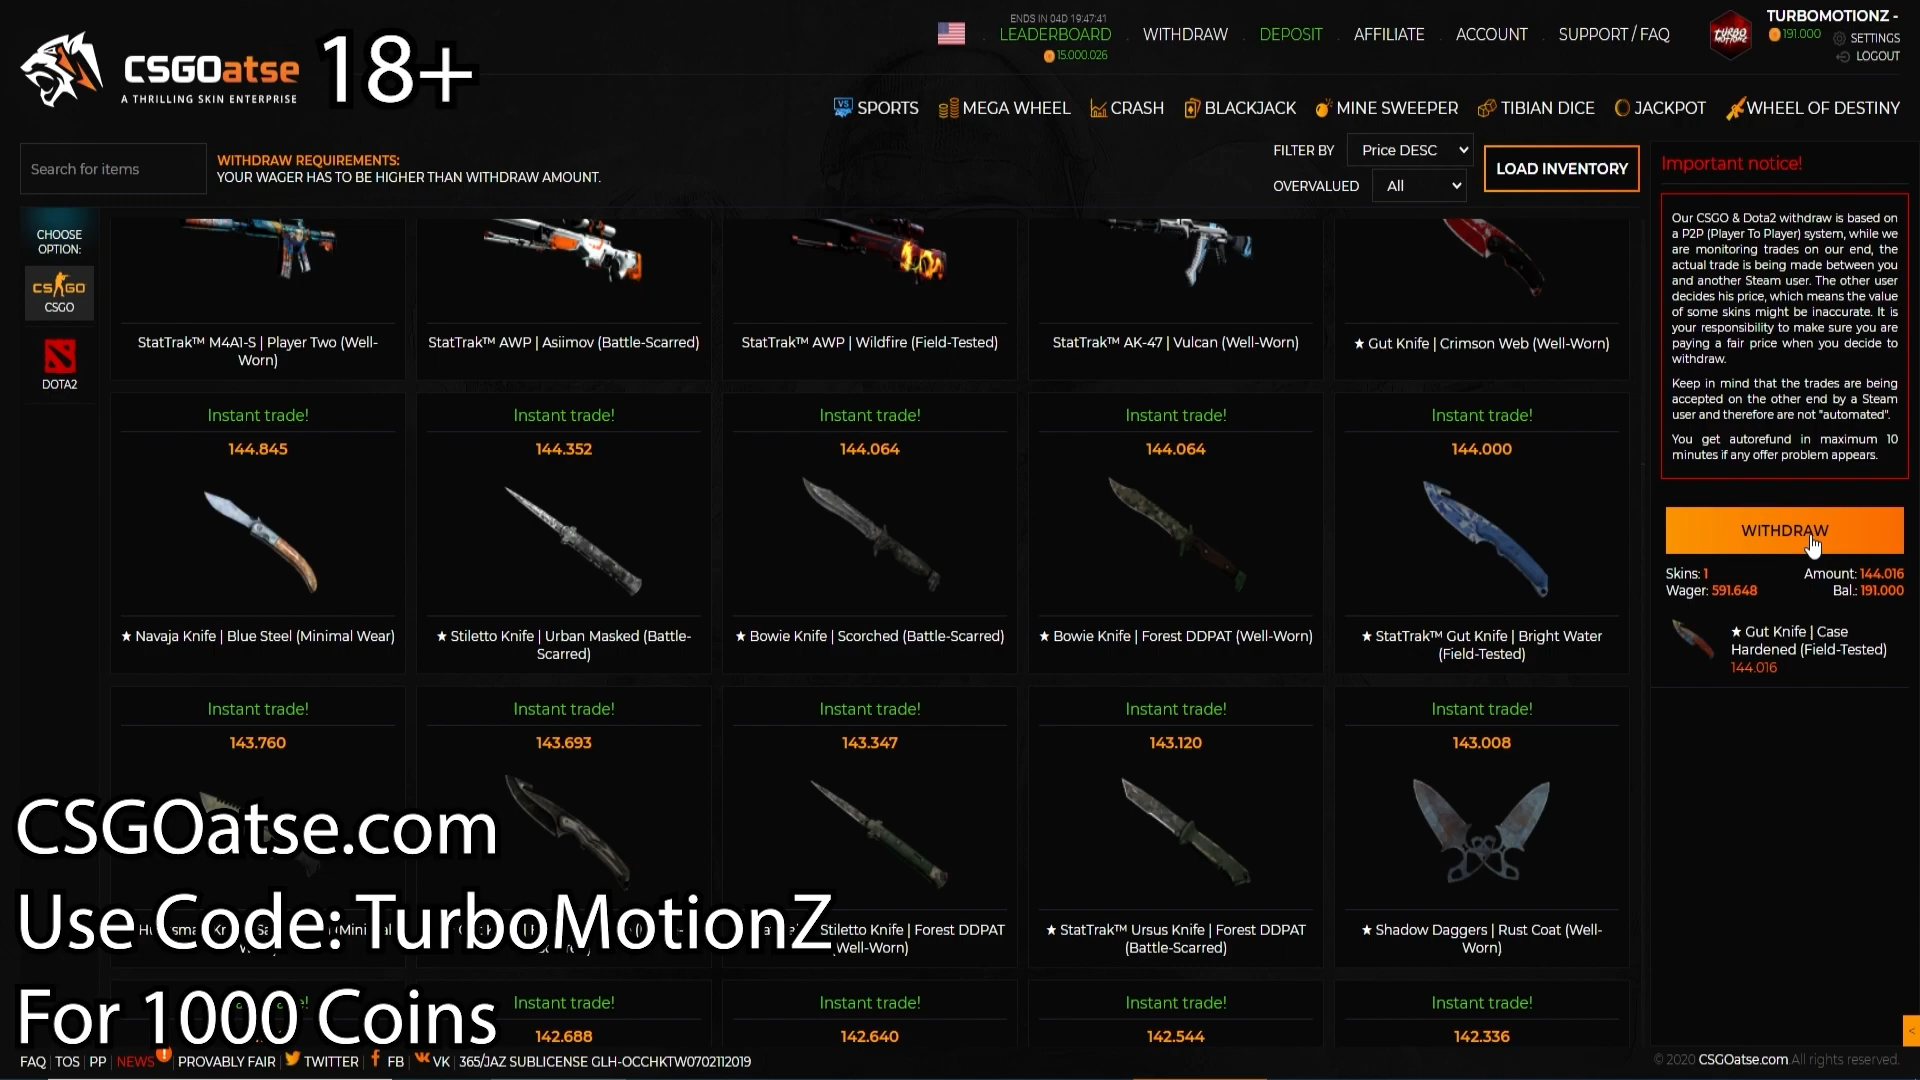 CSGOatse
A THRILLING SKIN ENTERPRISE
18+
ENDS IN 04D 19:47:41
LEADERBOARD
15.000.026
WITHDRAW
DEPOSIT
AFFILIATE
ACCOUNT
SUPPORT / FAQ
TURBO MOTIONZ
TURBOMOTIONZ -
191.000
SETTINGS
LOGOUT
VS SPORTS
MEGA WHEEL
CRASH
BLACKJACK
MINE SWEEPER
TIBIAN DICE
JACKPOT
WHEEL OF DESTINY
Search for items
WITHDRAW REQUIREMENTS:
YOUR WAGER HAS TO BE HIGHER THAN WITHDRAW AMOUNT.
FILTER BY Price DESC
OVERVALUED All
LOAD INVENTORY
CHOOSE
OPTION:
CS:GO
CSGO
DOTA2
StatTrak™ M4A1-S | Player Two (Well-
Worn)
StatTrak™ AWP | Asiimov (Battle-Scarred)
StatTrak™ AWP | Wildfire (Field-Tested)
StatTrak™ AK-47 | Vulcan (Well-Worn)
★ Gut Knife | Crimson Web (Well-Worn)
Instant trade!
144.845
★ Navaja Knife | Blue Steel (Minimal Wear)
Instant trade!
144.352
★ Stiletto Knife | Urban Masked (Battle-
Scarred)
Instant trade!
144.064
★ Bowie Knife | Scorched (Battle-Scarred)
Instant trade!
144.064
★ Bowie Knife | Forest DDPAT (Well-Worn)
Instant trade!
144.000
★ StatTrak™ Gut Knife | Bright Water
(Field-Tested)
Instant trade!
143.760
Instant trade!
143.693
Instant trade!
143.347
Stiletto Knife | Forest DDPAT
(Well-Worn)
Instant trade!
143.120
★ StatTrak™ Ursus Knife | Forest DDPAT
(Battle-Scarred)
Instant trade!
143.008
★ Shadow Daggers | Rust Coat (Well-
Worn)
Instant trade!
142.688
Instant trade!
142.640
Instant trade!
142.544
Instant trade!
142.336
Important notice!
Our CSGO & Dota2 withdraw is based on
a P2P (Player To Player) system, while we
are monitoring trades on our end, the
actual trade is being made between you
and another Steam user. The other user
decides his price, which means the value
of some skins might be inaccurate. It is
your responsibility to make sure you are
paying a fair price when you decide to
withdraw.
Keep in mind that the trades are being
accepted on the other end by a Steam
user and therefore are not "automated".
You get autorefund in maximum 10
minutes if any offer problem appears.
WITHDRAW
Skins: 1 Amount: 144.016
Wager: 591.648 Bal.: 191.000
★ Gut Knife | Case
Hardened (Field-Tested)
144.016
CSGOatse.com
Use Code: TurboMotionZ
For 1000 Coins
FAQ | TOS | PP | NEWS ! | PROVABLY FAIR | TWITTER | FB | VK | 365/JAZ SUBLICENSE GLH-OCCHKTW0702112019
© 2020 CSGOatse.com All rights reserved.
<